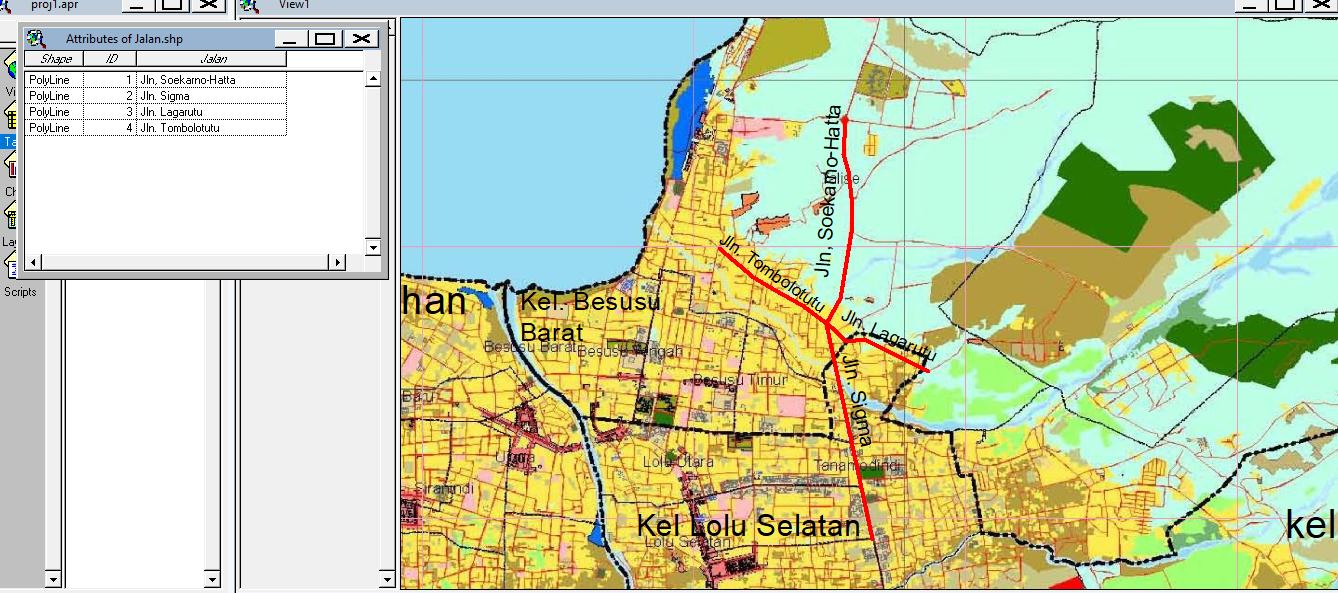 proj1.apr
View1
Attributes of Jalan.shp
Shape ID Jalan
PolyLine 1 Jln, Soekarno-Hatta
PolyLine 2 Jln. Sigma
PolyLine 3 Jln. Lagarutu
PolyLine 4 Jln. Tombolotutu
Vi
Ta
Ch
La
Scripts
Jln, Soekarno-Hatta
Talise
Jln. Tombolotutu
Jln. Lagarutu
Jln. Sigma
han
Kel. Besusu
Barat
Besusu Barat
Besusu Tengah
Besusu Timur
Baru
Lolu Utara
Tanamodindi
Siranindi
Kel Lolu Selatan
Lolu Selatan
kel